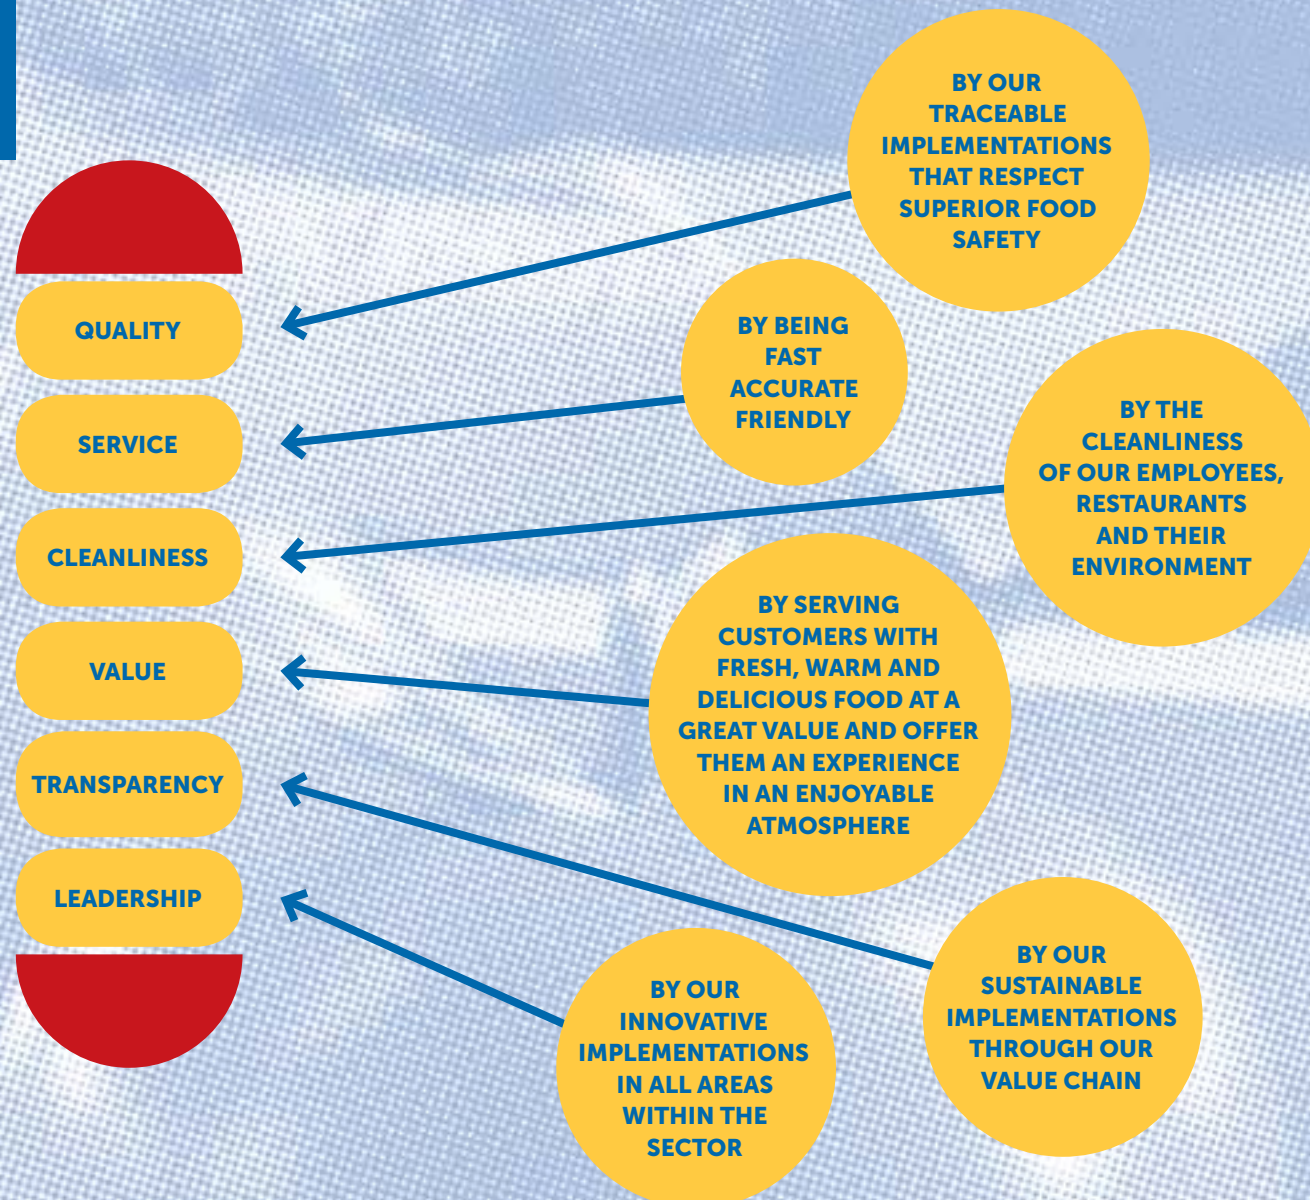 BY OUR
TRACEABLE
IMPLEMENTATIONS
THAT RESPECT
SUPERIOR FOOD
SAFETY
QUALITY
BY BEING
FAST
ACCURATE
FRIENDLY
SERVICE
BY THE
CLEANLINESS
OF OUR EMPLOYEES,
RESTAURANTS
AND THEIR
ENVIRONMENT
CLEANLINESS
BY SERVING
CUSTOMERS WITH
FRESH, WARM AND
DELICIOUS FOOD AT A
GREAT VALUE AND OFFER
THEM AN EXPERIENCE
IN AN ENJOYABLE
ATMOSPHERE
VALUE
TRANSPARENCY
BY OUR
SUSTAINABLE
IMPLEMENTATIONS
THROUGH OUR
VALUE CHAIN
LEADERSHIP
BY OUR
INNOVATIVE
IMPLEMENTATIONS
IN ALL AREAS
WITHIN THE
SECTOR